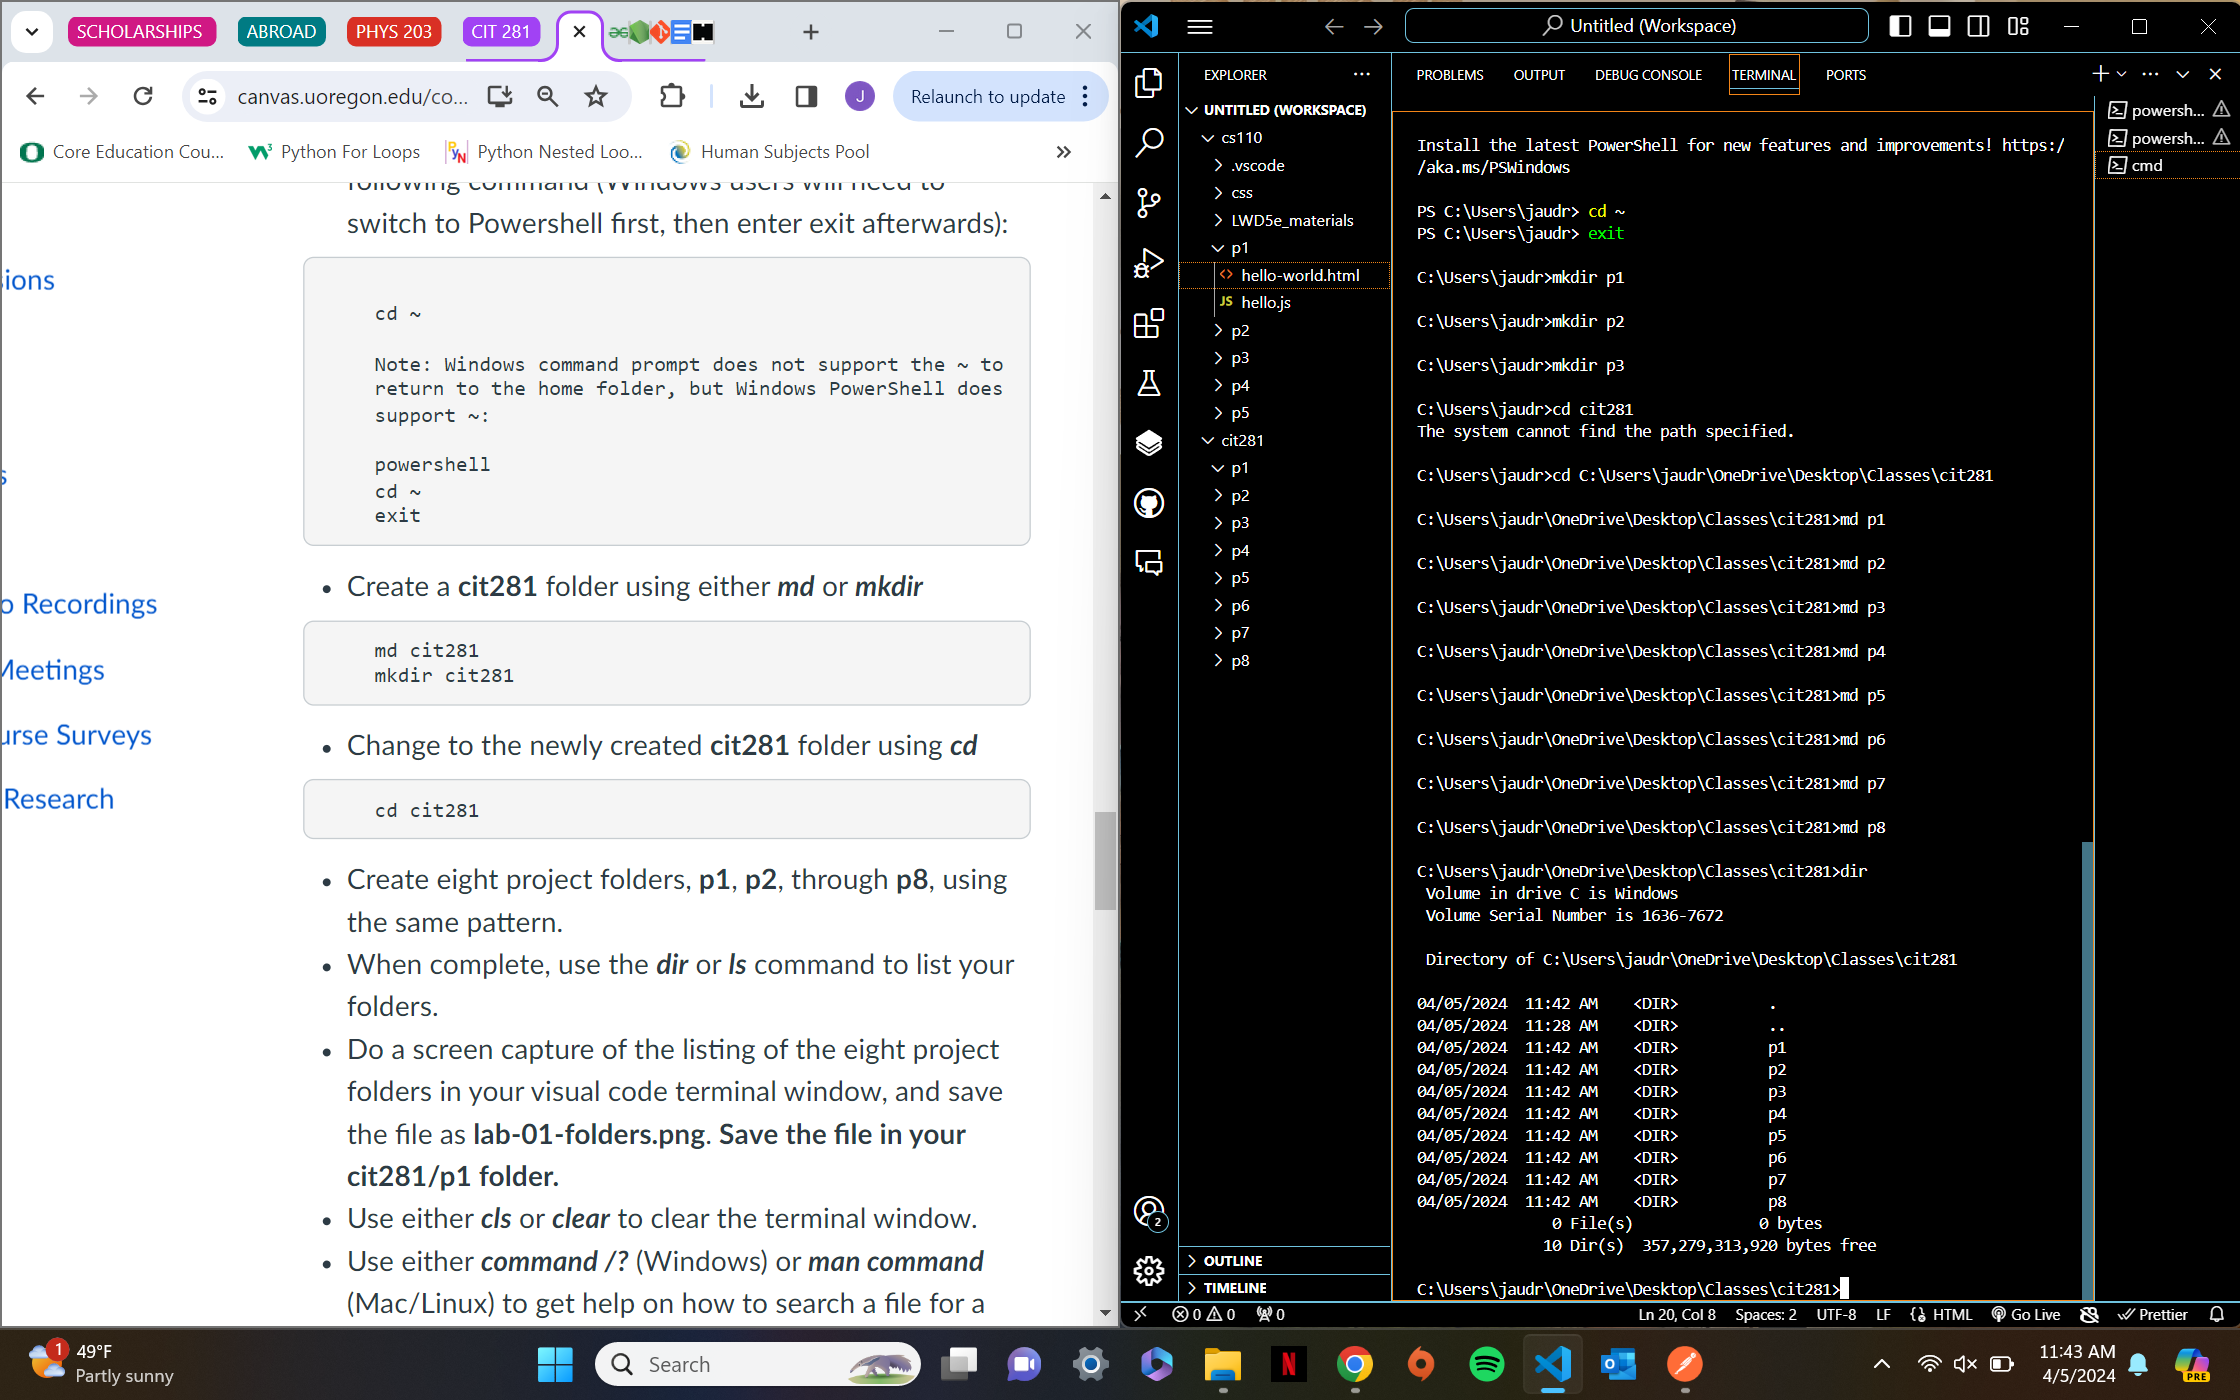 SCHOLARSHIPS
ABROAD
PHYS 203
CIT 281
canvas.uoregon.edu/co...
J
Relaunch to update
Core Education Cou...
Python For Loops
Python Nested Loo...
Human Subjects Pool
following command (Windows users will need to
switch to Powershell first, then enter exit afterwards):
cd ~
Note: Windows command prompt does not support the ~ to
return to the home folder, but Windows PowerShell does
support ~:
powershell
cd ~
exit
• Create a cit281 folder using either md or mkdir
md cit281
mkdir cit281
• Change to the newly created cit281 folder using cd
cd cit281
• Create eight project folders, p1, p2, through p8, using
the same pattern.
• When complete, use the dir or ls command to list your
folders.
• Do a screen capture of the listing of the eight project
folders in your visual code terminal window, and save
the file as lab-01-folders.png. Save the file in your
cit281/p1 folder.
• Use either cls or clear to clear the terminal window.
• Use either command /? (Windows) or man command
(Mac/Linux) to get help on how to search a file for a
ions
s
o Recordings
Meetings
urse Surveys
Research
Untitled (Workspace)
EXPLORER
UNTITLED (WORKSPACE)
cs110
.vscode
css
LWD5e_materials
p1
hello-world.html
JS hello.js
p2
p3
p4
p5
cit281
p1
p2
p3
p4
p5
p6
p7
p8
OUTLINE
TIMELINE
2
PROBLEMS
OUTPUT
DEBUG CONSOLE
TERMINAL
PORTS
powersh...
powersh...
cmd
Install the latest PowerShell for new features and improvements! https:/
/aka.ms/PSWindows
PS C:\Users\jaudr> cd ~
PS C:\Users\jaudr> exit
C:\Users\jaudr>mkdir p1
C:\Users\jaudr>mkdir p2
C:\Users\jaudr>mkdir p3
C:\Users\jaudr>cd cit281
The system cannot find the path specified.
C:\Users\jaudr>cd C:\Users\jaudr\OneDrive\Desktop\Classes\cit281
C:\Users\jaudr\OneDrive\Desktop\Classes\cit281>md p1
C:\Users\jaudr\OneDrive\Desktop\Classes\cit281>md p2
C:\Users\jaudr\OneDrive\Desktop\Classes\cit281>md p3
C:\Users\jaudr\OneDrive\Desktop\Classes\cit281>md p4
C:\Users\jaudr\OneDrive\Desktop\Classes\cit281>md p5
C:\Users\jaudr\OneDrive\Desktop\Classes\cit281>md p6
C:\Users\jaudr\OneDrive\Desktop\Classes\cit281>md p7
C:\Users\jaudr\OneDrive\Desktop\Classes\cit281>md p8
C:\Users\jaudr\OneDrive\Desktop\Classes\cit281>dir
Volume in drive C is Windows
Volume Serial Number is 1636-7672
Directory of C:\Users\jaudr\OneDrive\Desktop\Classes\cit281
04/05/2024 11:42 AM <DIR> .
04/05/2024 11:28 AM <DIR> ..
04/05/2024 11:42 AM <DIR> p1
04/05/2024 11:42 AM <DIR> p2
04/05/2024 11:42 AM <DIR> p3
04/05/2024 11:42 AM <DIR> p4
04/05/2024 11:42 AM <DIR> p5
04/05/2024 11:42 AM <DIR> p6
04/05/2024 11:42 AM <DIR> p7
04/05/2024 11:42 AM <DIR> p8
0 File(s) 0 bytes
10 Dir(s) 357,279,313,920 bytes free
C:\Users\jaudr\OneDrive\Desktop\Classes\cit281>
0 0 0
Ln 20, Col 8 Spaces: 2 UTF-8 LF {} HTML Go Live Prettier
1
49°F
Partly sunny
Search
11:43 AM
4/5/2024
PRE